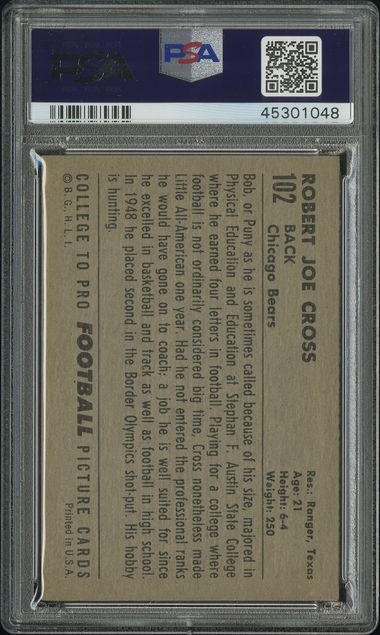 PSA
PSA
45301048
ROBERT JOE CROSS
102
BACK
Chicago Bears
Res.: Ranger, Texas
Age: 21
Height: 6-4
Weight: 250
Bob, or Puny as he is sometimes called because of his size, majored in
Physical Education and Education at Stephan F. Austin State College
where he earned four letters in football. Playing for a college where
football is not ordinarily considered big time, Cross nonetheless made
Little All-American one year. Had he not entered the professional ranks
he would have gone on to coach, a job he is well suited for since
he excelled in basketball and track as well as football in high school.
In 1948 he placed second in the Border Olympics shot-put. His hobby
is hunting.
COLLEGE TO PRO FOOTBALL PICTURE CARDS
© B. G. H. L. I.
Printed in U.S.A.